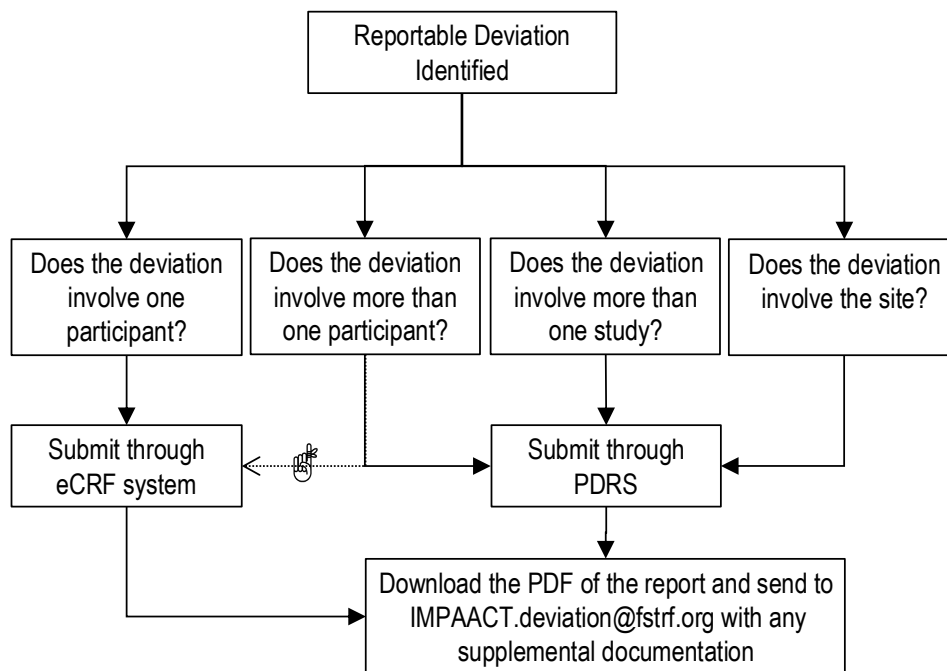 Reportable Deviation
Identified
Does the deviation
involve one
participant?
Does the deviation
involve more than
one participant?
Does the deviation
involve more than
one study?
Does the deviation
involve the site?
Submit through
eCRF system
Submit through
PDRS
Download the PDF of the report and send to
IMPAACT.deviation@fstrf.org with any
supplemental documentation